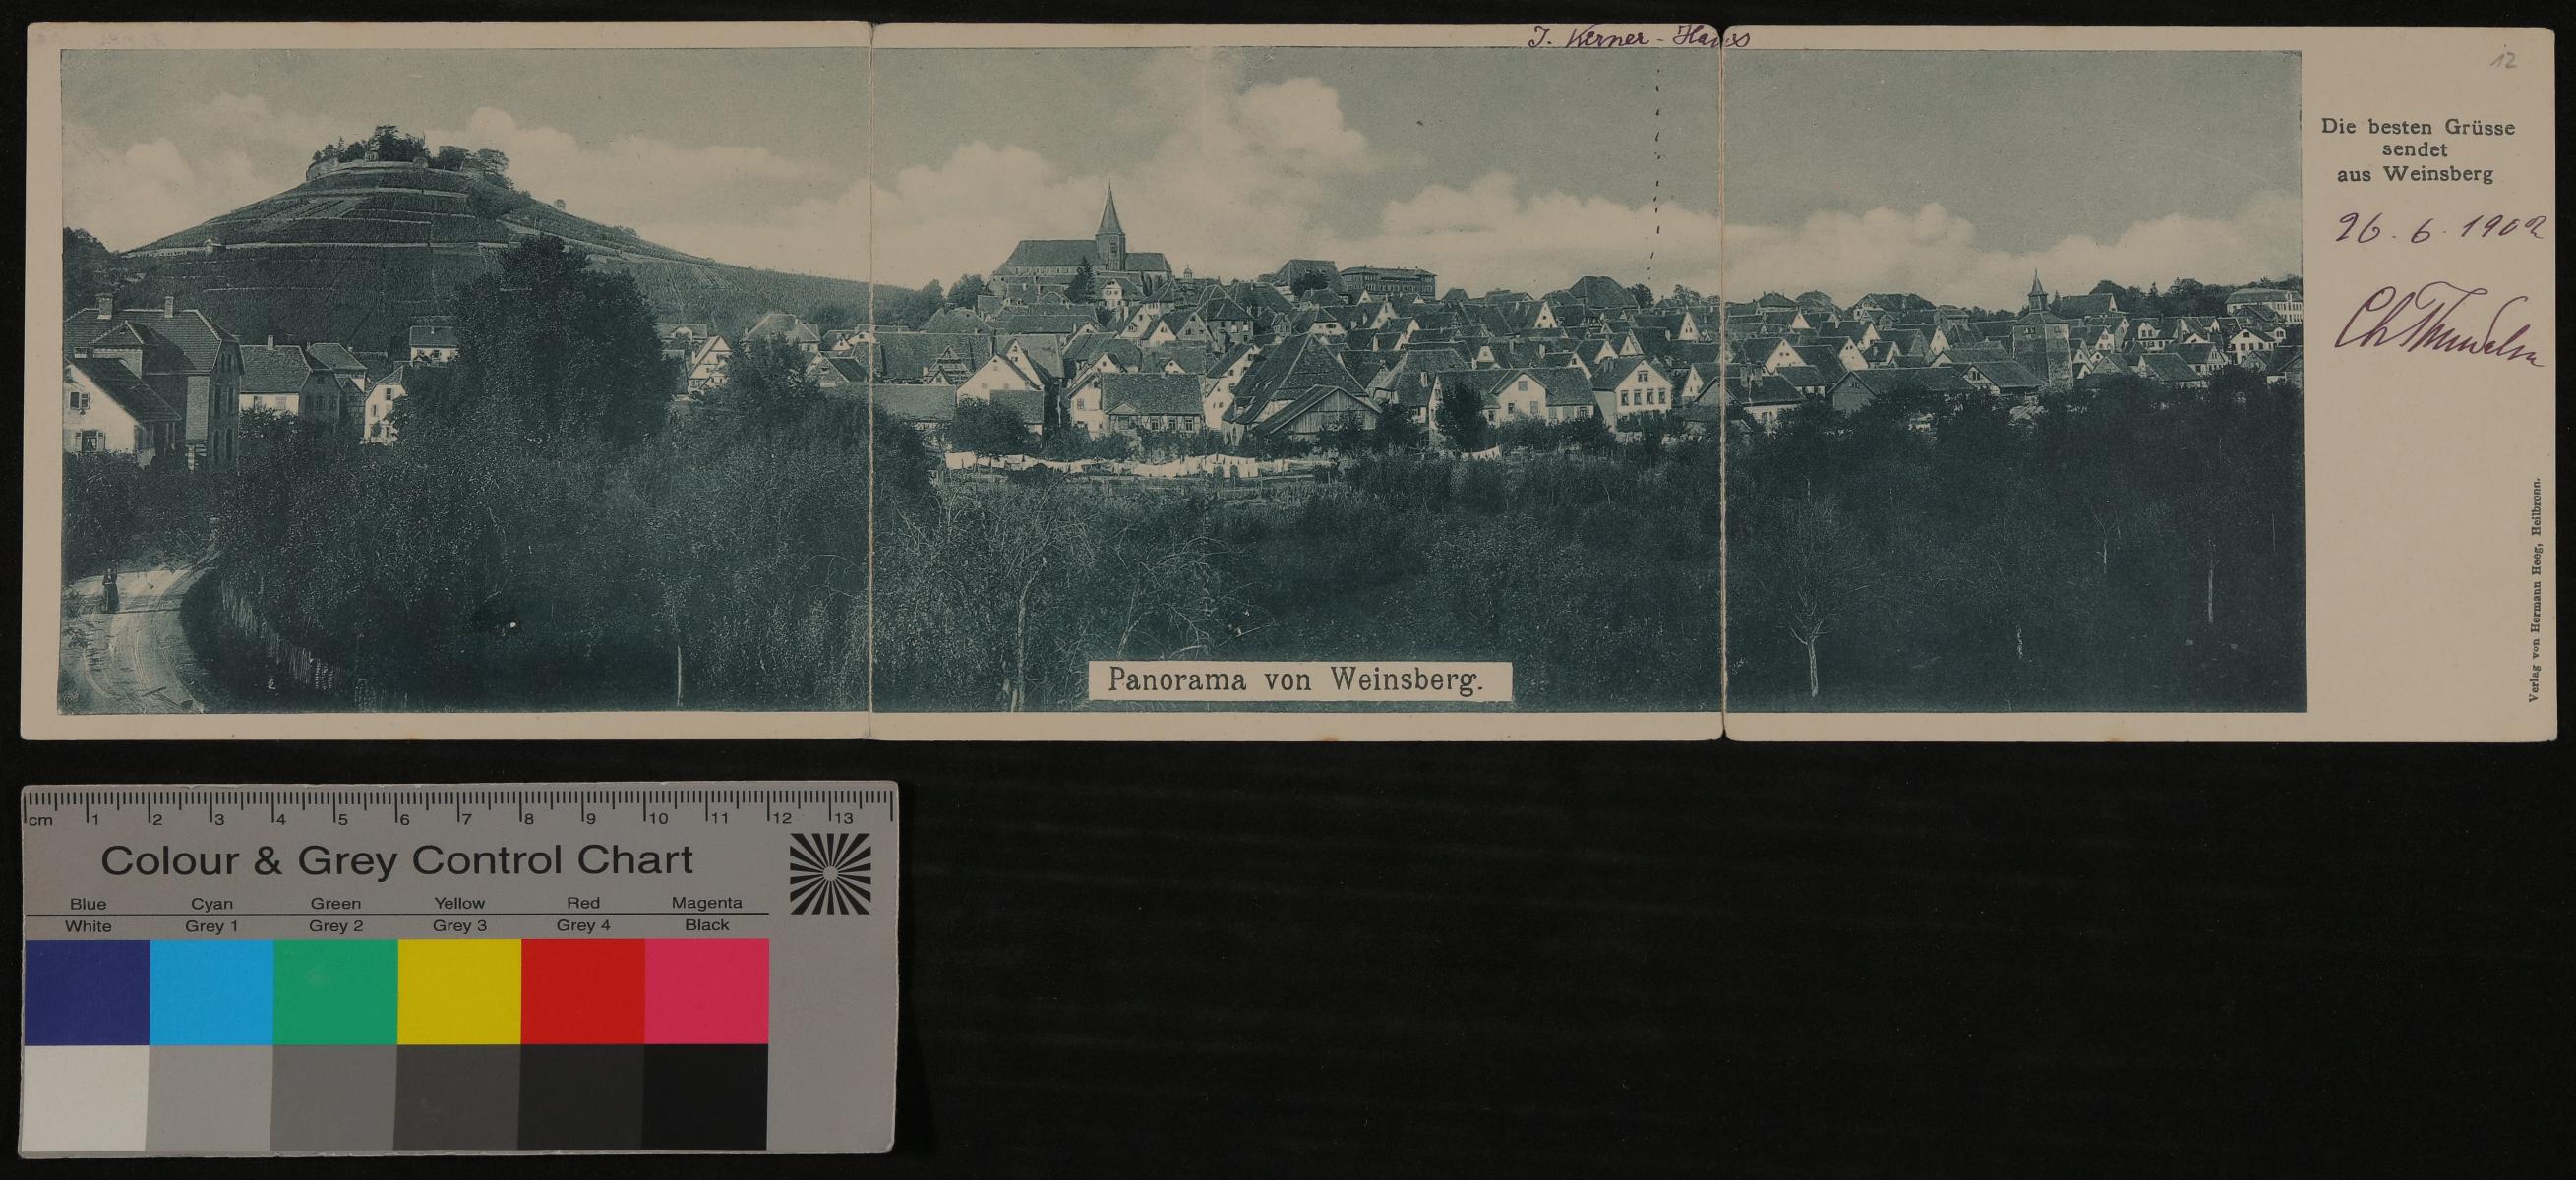 J. Kerner-Haus
12
Die besten Grüsse
sendet
aus Weinsberg
26. 6. 1902
Panorama von Weinsberg.
Verlag von Hermann Heeg, Heilbronn.
cm 1 2 3 4 5 6 7 8 9 10 11 12 13
Colour & Grey Control Chart
Blue Cyan Green Yellow Red Magenta
White Grey 1 Grey 2 Grey 3 Grey 4 Black